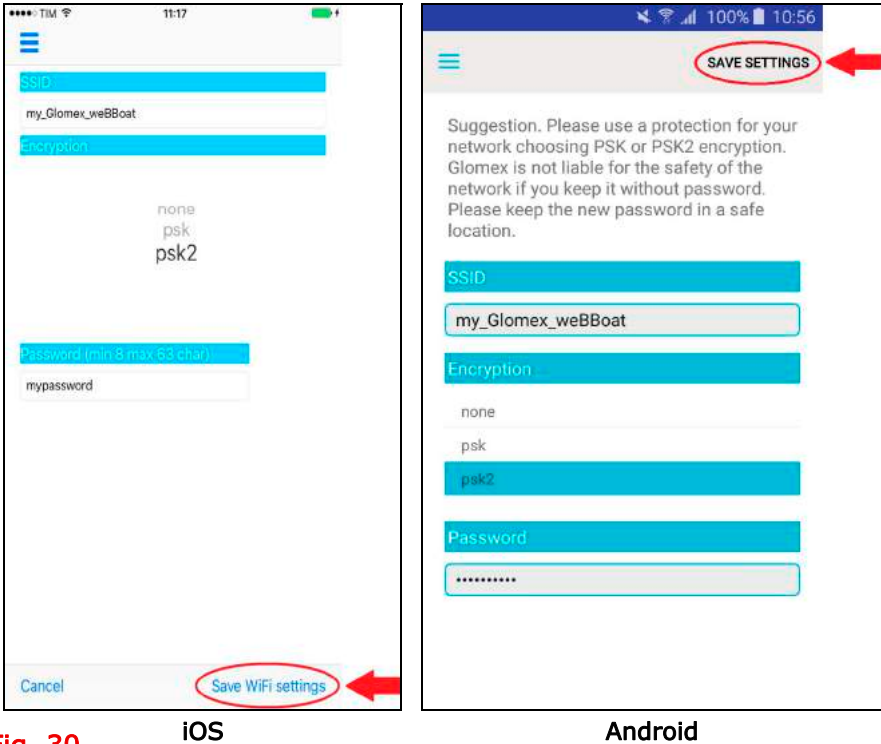 TIM 11:17
SSID
my_Glomex_weBBoat
Encryption
none
psk
psk2
Password (min 8 max 63 char)
mypassword
Cancel Save WiFi settings
iOS
100% 10:56
SAVE SETTINGS
Suggestion. Please use a protection for your
network choosing PSK or PSK2 encryption.
Glomex is not liable for the safety of the
network if you keep it without password.
Please keep the new password in a safe
location.
SSID
my_Glomex_weBBoat
Encryption
none
psk
psk2
Password
••••••••••
Android
30